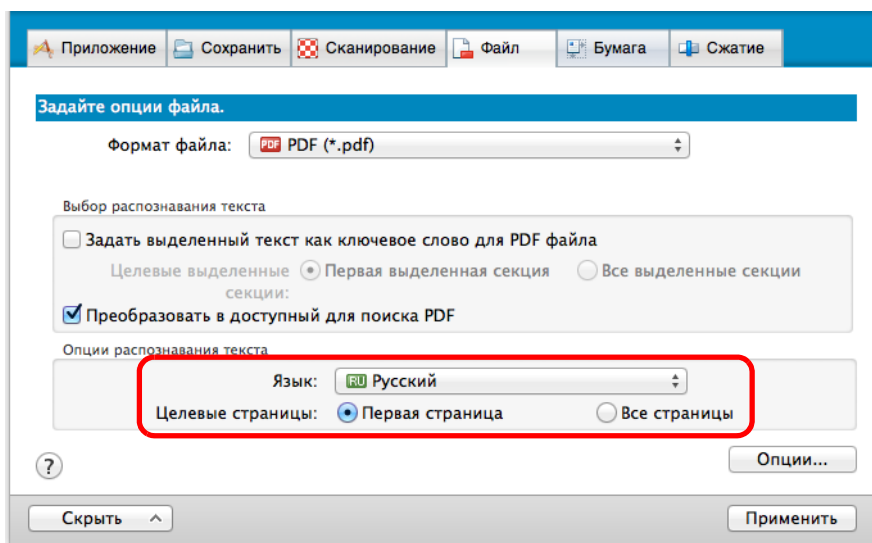 Приложение Сохранить Сканирование Файл Бумага Сжатие
Задайте опции файла.
Формат файла: PDF PDF (*.pdf)
Выбор распознавания текста
Задать выделенный текст как ключевое слово для PDF файла
Целевые выделенные Первая выделенная секция Все выделенные секции
секции:
Преобразовать в доступный для поиска PDF
Опции распознавания текста
Язык: RU Русский
Целевые страницы: Первая страница Все страницы
? Опции...
Скрыть Применить